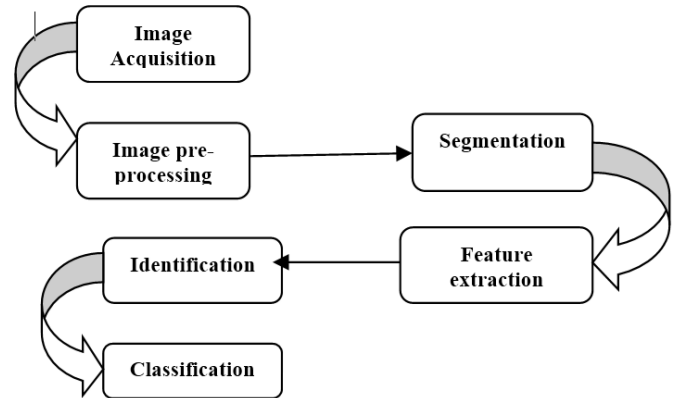 Image
Acquisition
Image pre-
processing
Segmentation
Feature
extraction
Identification
Classification